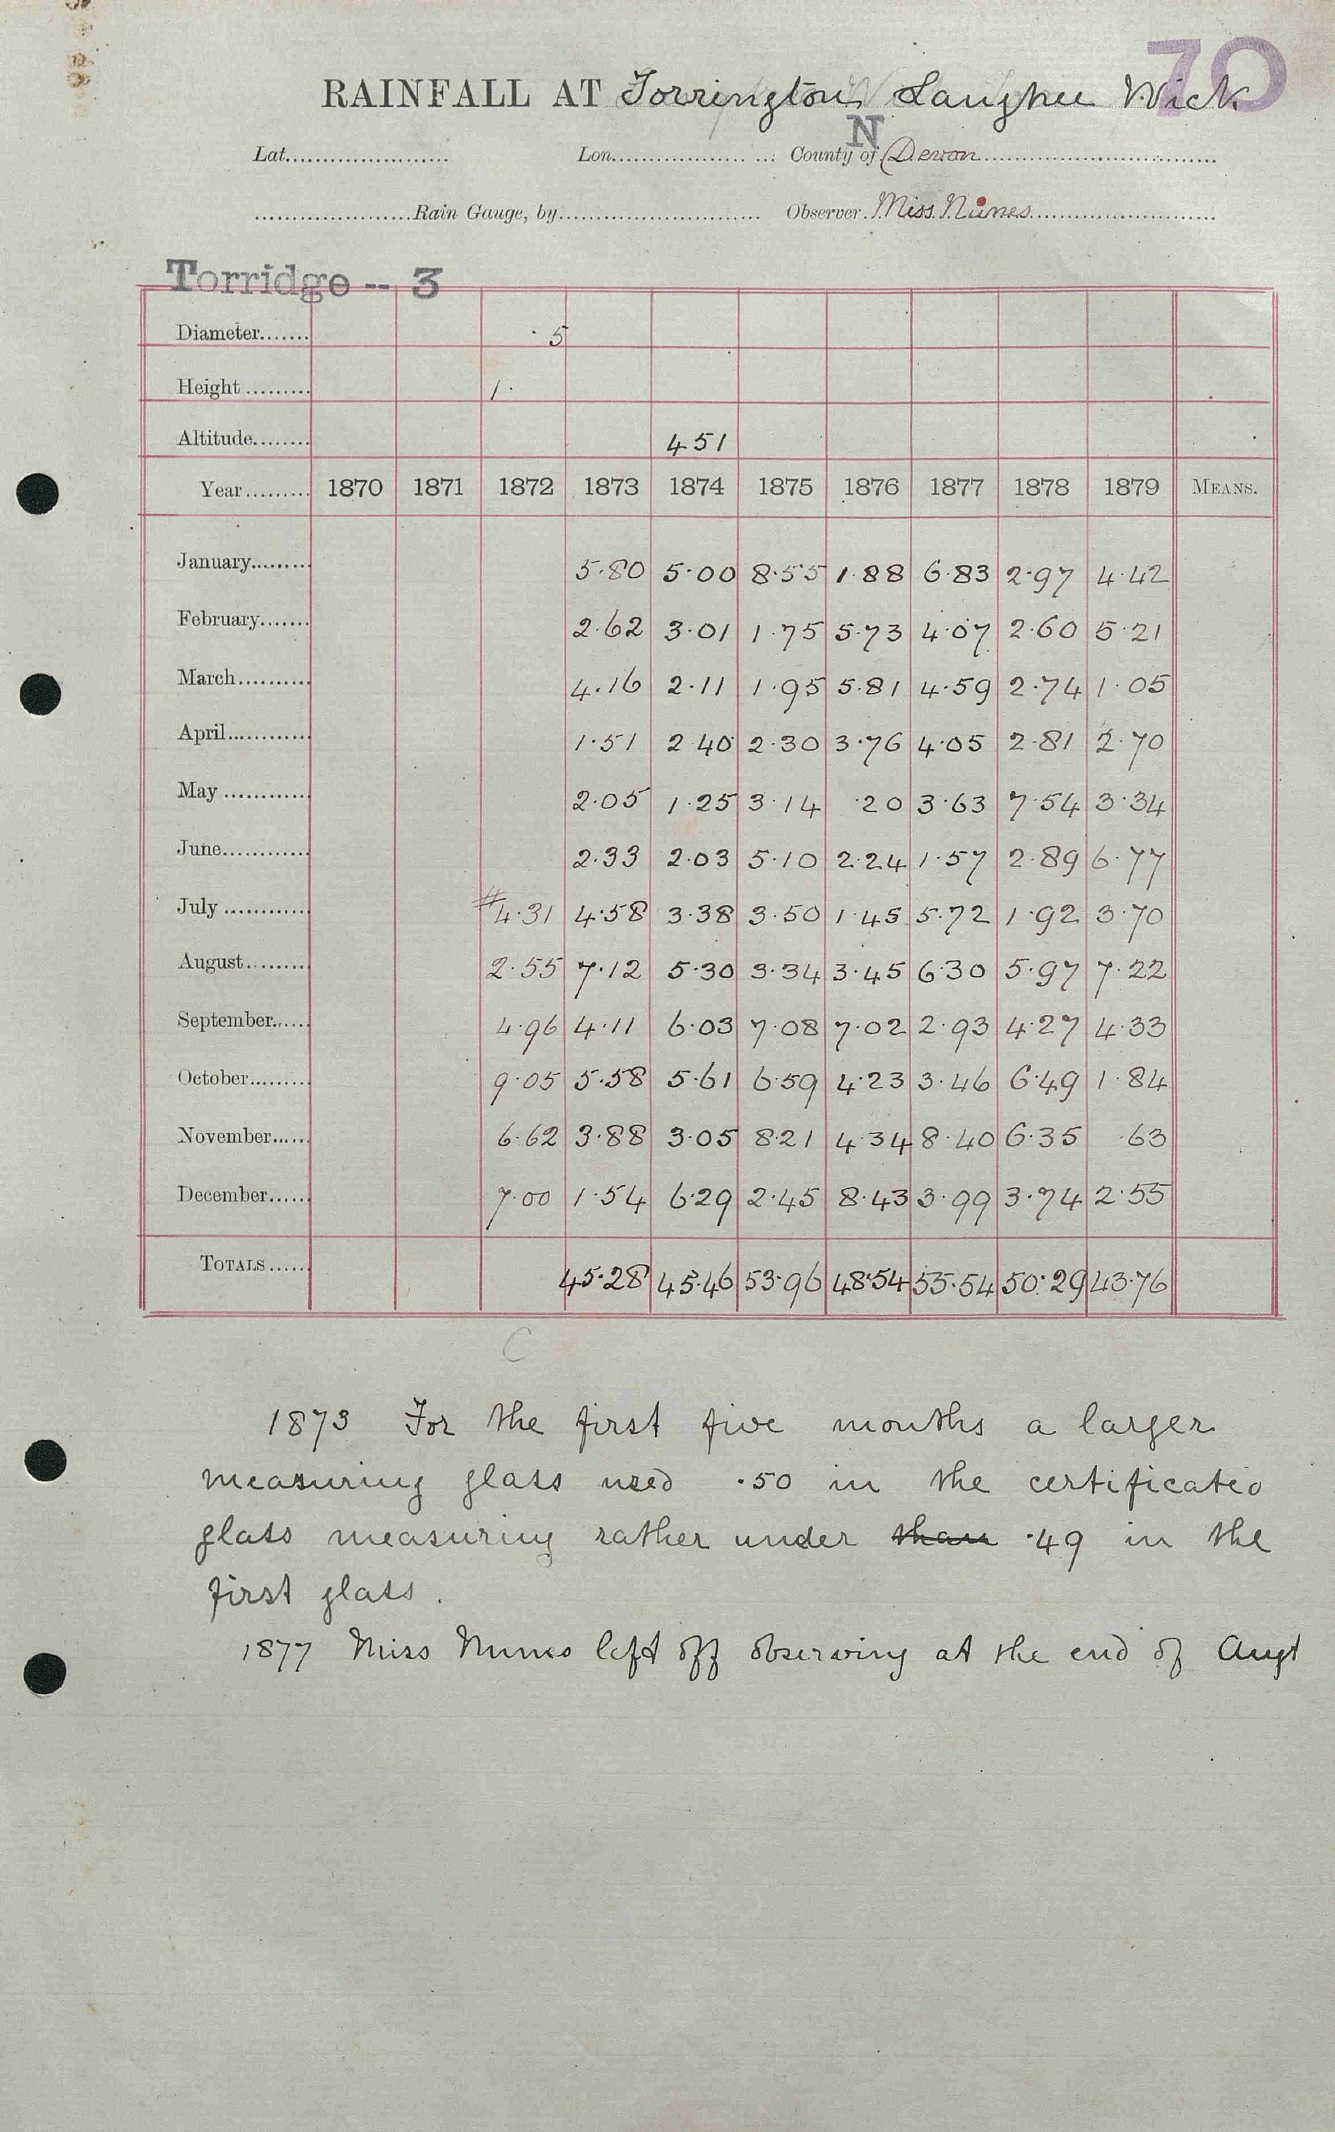 70
RAINFALL AT Torrington, Langhee Wick
N
Lat. Lon. County of Devon
Rain Gauge, by Observer. Miss Nunes
Torridge -- 3
Diameter 5
Height 1
Altitude 451
Year 1870 1871 1872 1873 1874 1875 1876 1877 1878 1879 MEANS.
January 5.80 5.00 8.55 1.88 6.83 2.97 4.42
February 2.62 3.01 1.75 5.73 4.07 2.60 5.21
March 4.16 2.11 1.95 5.81 4.59 2.74 1.05
April 1.51 2.40 2.30 3.76 4.05 2.81 2.70
May 2.05 1.25 3.14 .20 3.63 7.54 3.34
June 2.33 2.03 5.10 2.24 1.57 2.89 6.77
July #4.31 4.58 3.38 3.50 1.45 5.72 1.92 3.70
August 2.55 7.12 5.30 3.34 3.45 6.30 5.97 7.22
September 4.96 4.11 6.03 7.08 7.02 2.93 4.27 4.33
October 9.05 5.58 5.61 6.59 4.23 3.46 6.49 1.84
November 6.62 3.88 3.05 8.21 4.34 8.40 6.35 .63
December 7.00 1.54 6.29 2.45 8.43 3.99 3.74 2.55
TOTALS 45.28 45.46 53.96 48.54 55.54 50.29 43.76
C
1873 For the first five months a larger
measuring glass used .50 in the certificated
glass measuring rather under than .49 in the
first glass.
1877 Miss Nunes left off observing at the end of Augt